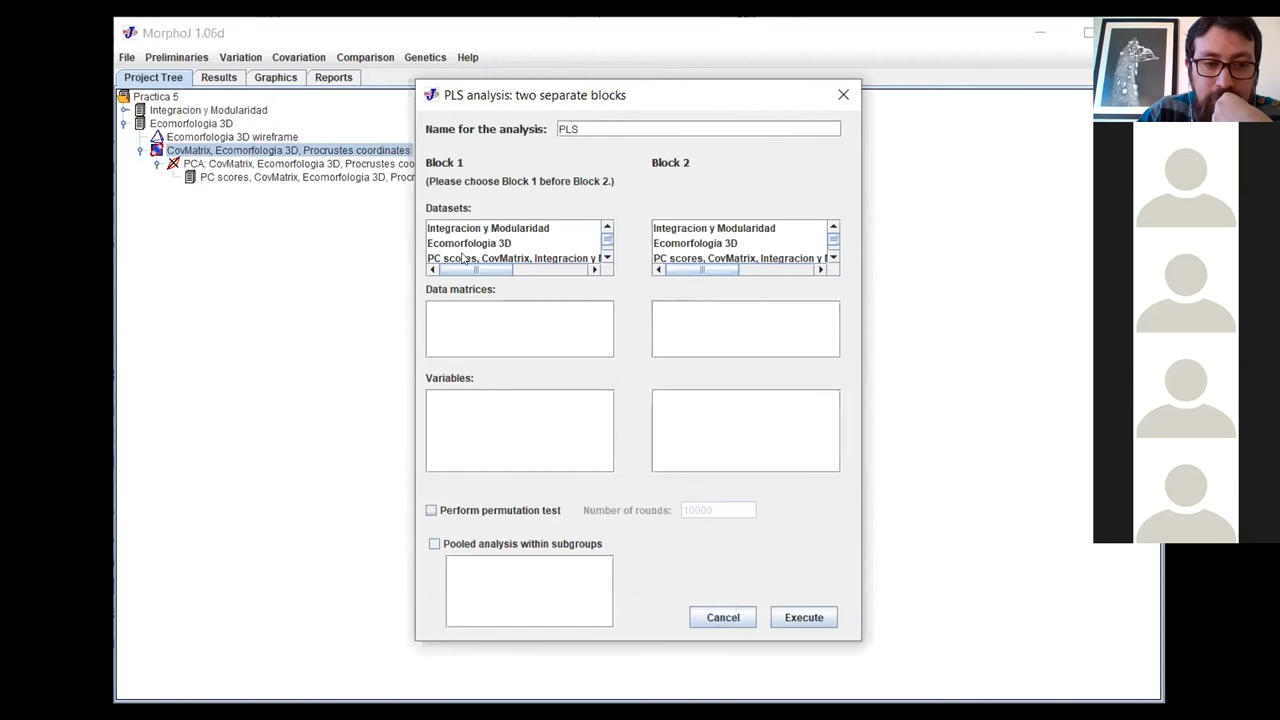 MorphoJ 1.06d
File Preliminaries Variation Covariation Comparison Genetics Help
Project Tree Results Graphics Reports
Practica 5
Integracion y Modularidad
Ecomorfologia 3D
Ecomorfologia 3D wireframe
CovMatrix, Ecomorfologia 3D, Procrustes coordinates
PCA: CovMatrix, Ecomorfologia 3D, Procrustes coo
PC scores, CovMatrix, Ecomorfologia 3D, Proc
PLS analysis: two separate blocks
Name for the analysis: PLS
Block 1 Block 2
(Please choose Block 1 before Block 2.)
Datasets:
Integracion y Modularidad Integracion y Modularidad
Ecomorfologia 3D Ecomorfologia 3D
PC scores, CovMatrix, Integracion y PC scores, CovMatrix, Integracion y
Data matrices:
Variables:
Perform permutation test Number of rounds: 10000
Pooled analysis within subgroups
Cancel Execute